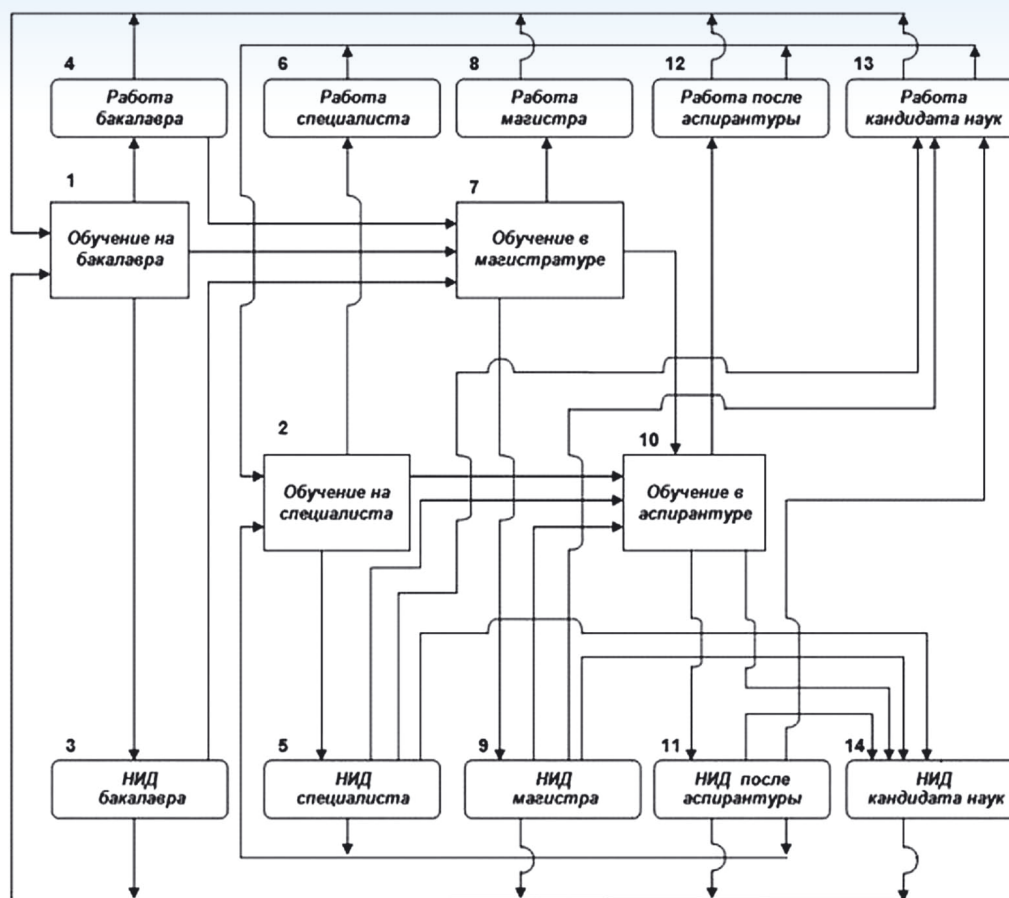 4
Работа
бакалавра
6
Работа
специалиста
8
Работа
магистра
12
Работа после
аспирантуры
13
Работа
кандидата наук
1
Обучение на
бакалавра
7
Обучение в
магистратуре
2
Обучение на
специалиста
10
Обучение в
аспирантуре
3
НИД
бакалавра
5
НИД
специалиста
9
НИД
магистра
11
НИД после
аспирантуры
14
НИД
кандидата наук